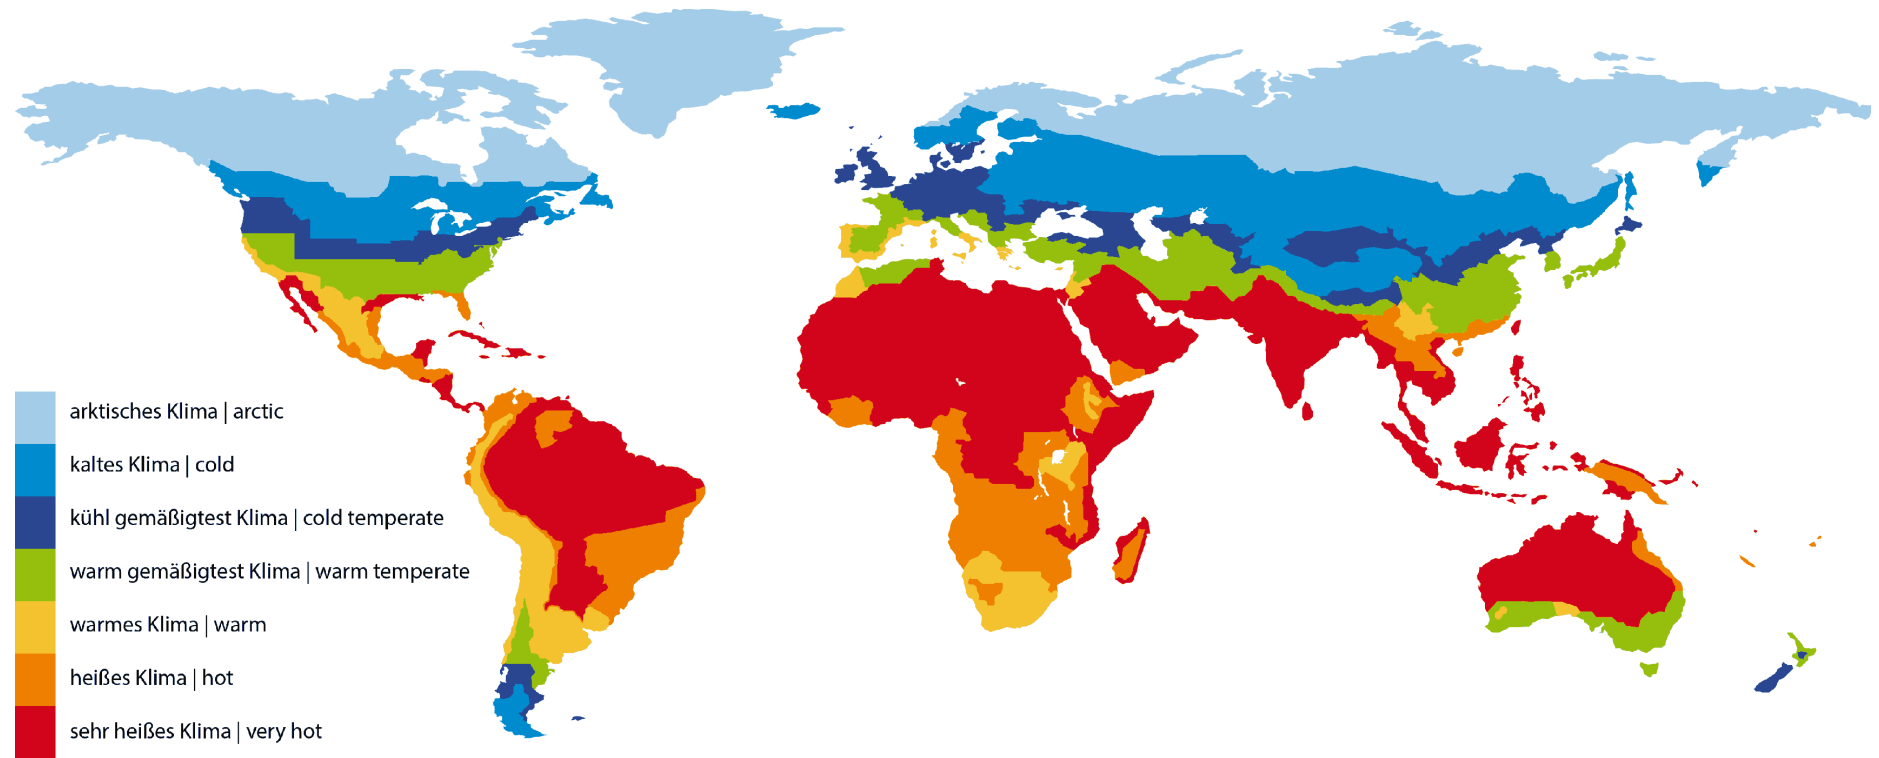 arktisches Klima | arctic
kaltes Klima | cold
kühl gemäßigtest Klima | cold temperate
warm gemäßigtest Klima | warm temperate
warmes Klima | warm
heißes Klima | hot
sehr heißes Klima | very hot